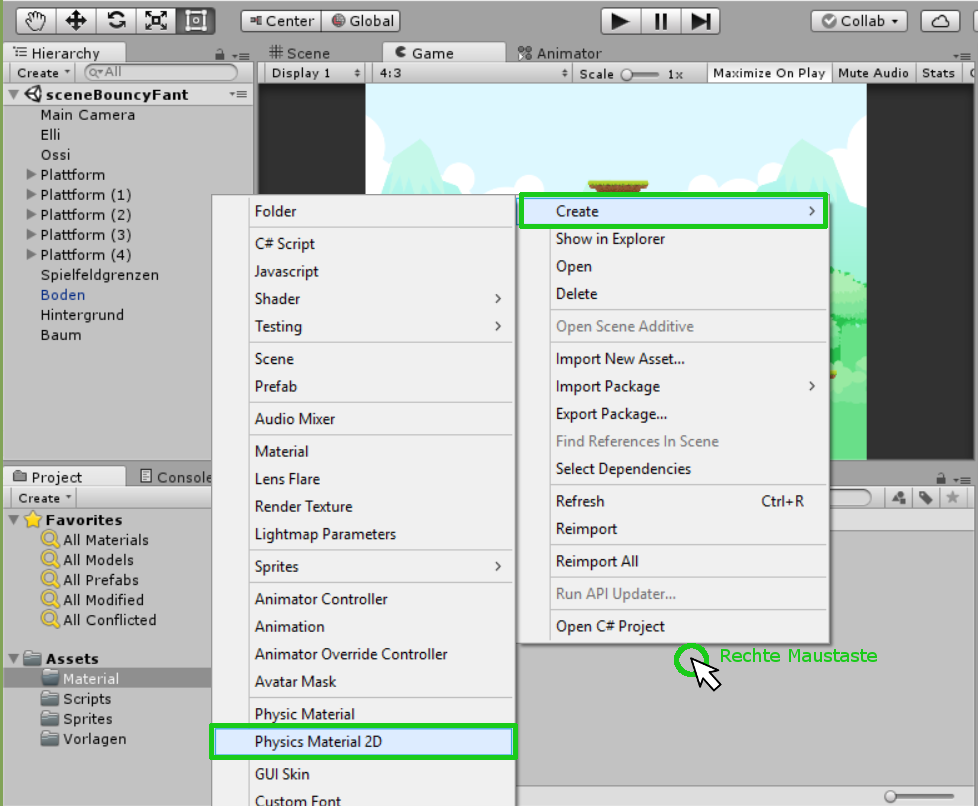 Center
Global
Collab
Hierarchy
Scene
Game
Animator
Create
All
Display 1
4:3
Scale
1x
Maximize On Play
Mute Audio
Stats
sceneBouncyFant
Main Camera
Elli
Ossi
Plattform
Plattform (1)
Plattform (2)
Plattform (3)
Plattform (4)
Spielfeldgrenzen
Boden
Hintergrund
Baum
Folder
C# Script
Javascript
Shader
Testing
Scene
Prefab
Audio Mixer
Material
Lens Flare
Render Texture
Lightmap Parameters
Sprites
Animator Controller
Animation
Animator Override Controller
Avatar Mask
Physic Material
Physics Material 2D
GUI Skin
Custom Font
Create
Show in Explorer
Open
Delete
Open Scene Additive
Import New Asset...
Import Package
Export Package...
Find References In Scene
Select Dependencies
Refresh Ctrl+R
Reimport
Reimport All
Run API Updater...
Open C# Project
Rechte Maustaste
Project
Console
Create
Favorites
All Materials
All Models
All Prefabs
All Modified
All Conflicted
Assets
Material
Scripts
Sprites
Vorlagen